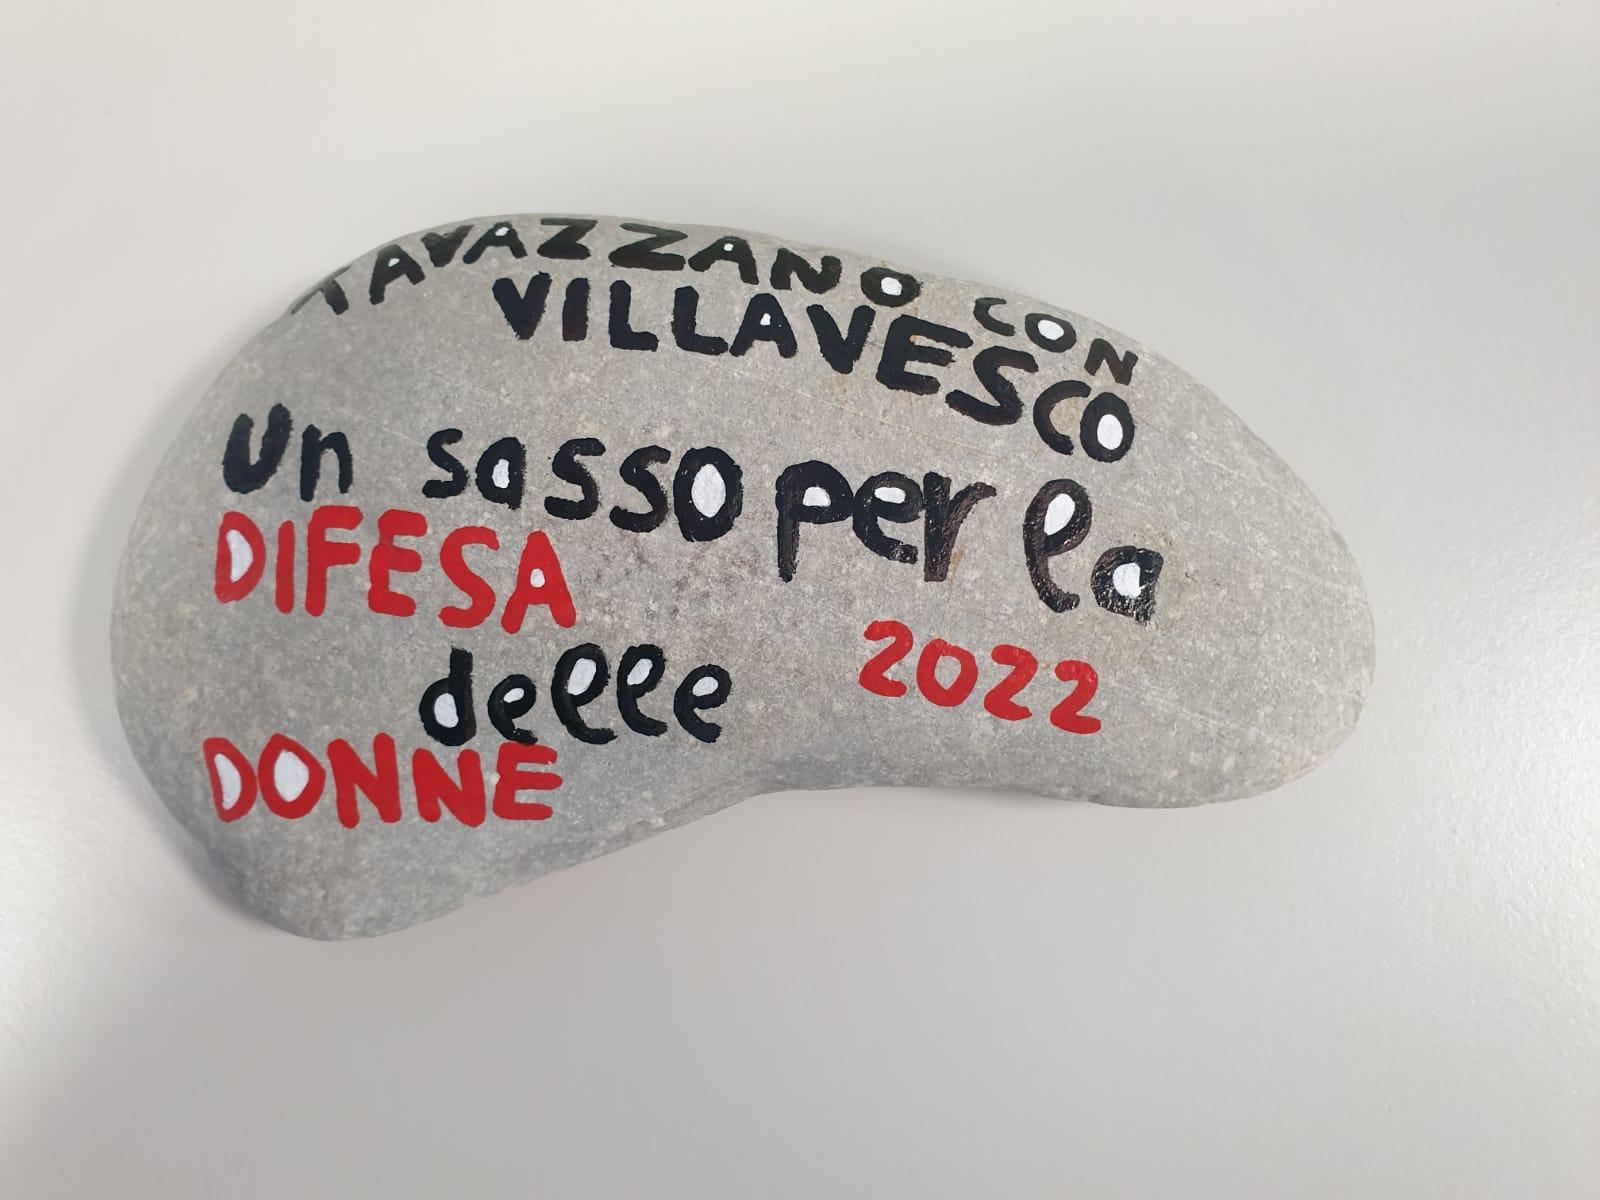 TAVAZZANO CON
VILLAVESCO
Un sasso per la
DIFESA
delle 2022
DONNE